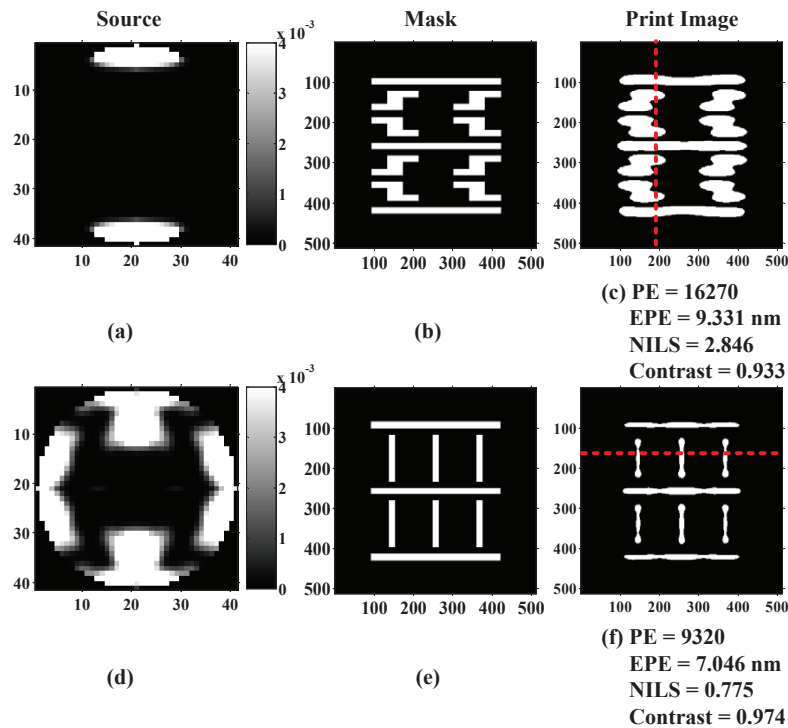 Source Mask Print Image
x 10-3
4
3
2
1
0
10
20
30
40
10 20 30 40
100
200
300
400
500
100 200 300 400 500
100
200
300
400
500
100 200 300 400 500
(a) (b) (c) PE = 16270
EPE = 9.331 nm
NILS = 2.846
Contrast = 0.933
x 10-3
4
3
2
1
0
10
20
30
40
10 20 30 40
100
200
300
400
500
100 200 300 400 500
100
200
300
400
500
100 200 300 400 500
(d) (e) (f) PE = 9320
EPE = 7.046 nm
NILS = 0.775
Contrast = 0.974